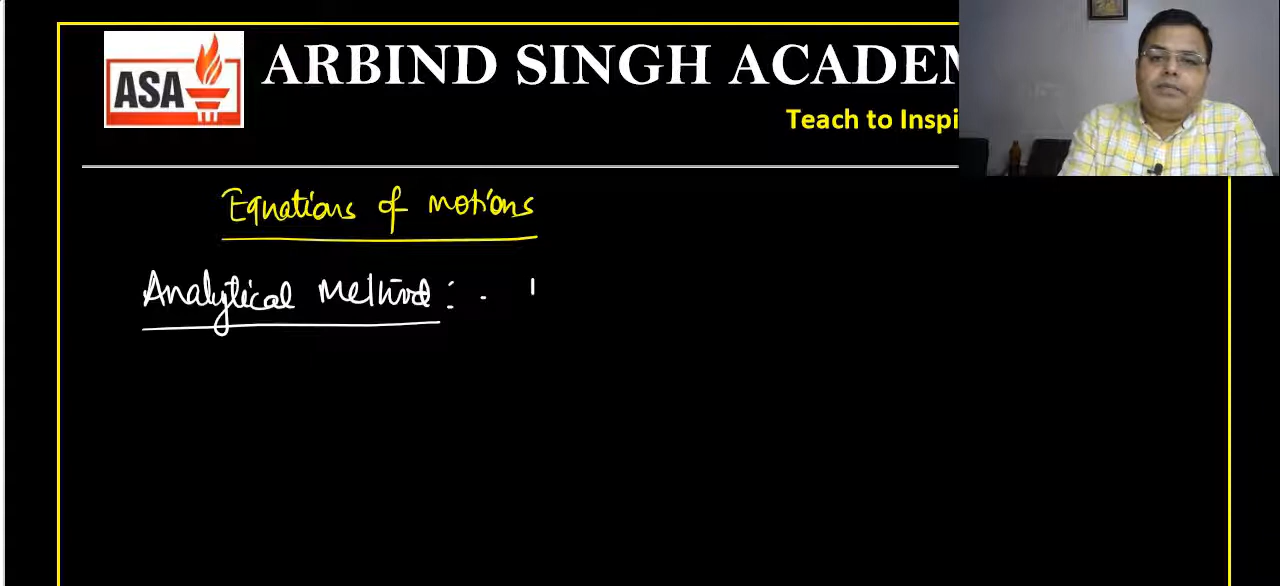 ASA
ARBIND SINGH ACADEM
Teach to Inspi
Equations of motions
Analytical Method : .